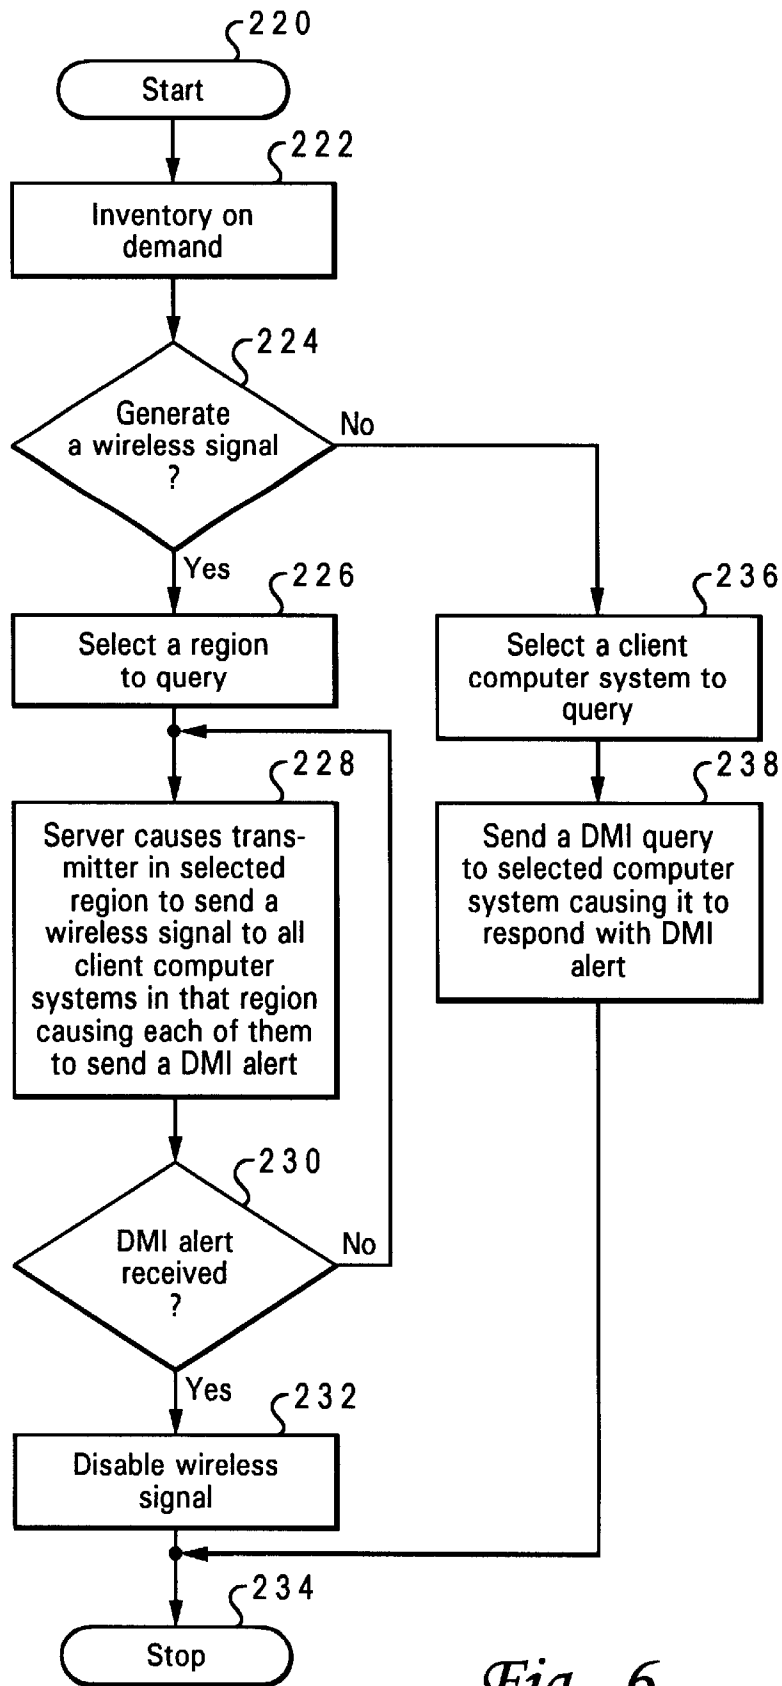 220
Start
222
Inventory on
demand
224
Generate
a wireless signal
?
No
Yes
226
Select a region
to query
236
Select a client
computer system to
query
228
Server causes trans-
mitter in selected
region to send a
wireless signal to all
client computer
systems in that region
causing each of them
to send a DMI alert
238
Send a DMI query
to selected computer
system causing it to
respond with DMI
alert
230
DMI alert
received
?
No
Yes
232
Disable wireless
signal
234
Stop
Fig. 6